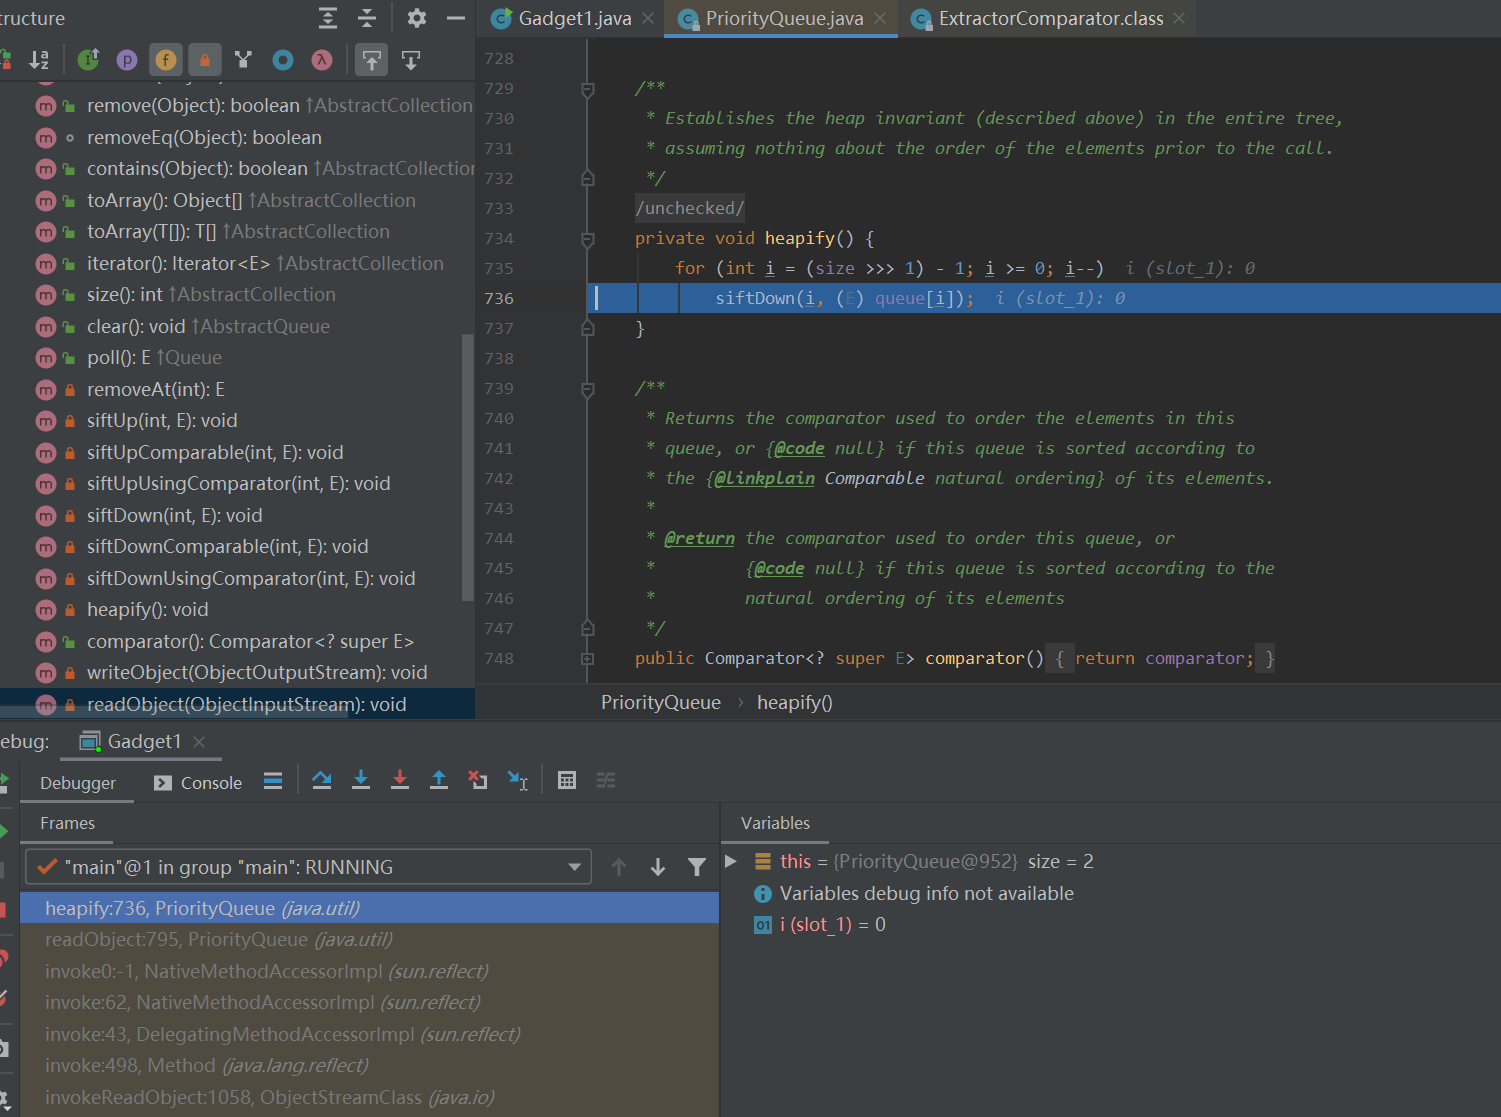 tructure
remove(Object): boolean ↑AbstractCollection
removeEq(Object): boolean
contains(Object): boolean ↑AbstractCollection
toArray(): Object[] ↑AbstractCollection
toArray(T[]): T[] ↑AbstractCollection
iterator(): Iterator<E> ↑AbstractCollection
size(): int ↑AbstractCollection
clear(): void ↑AbstractQueue
poll(): E ↑Queue
removeAt(int): E
siftUp(int, E): void
siftUpComparable(int, E): void
siftUpUsingComparator(int, E): void
siftDown(int, E): void
siftDownComparable(int, E): void
siftDownUsingComparator(int, E): void
heapify(): void
comparator(): Comparator<? super E>
writeObject(ObjectOutputStream): void
readObject(ObjectInputStream): void
Gadget1.java
PriorityQueue.java
ExtractorComparator.class
728
729 /**
730 * Establishes the heap invariant (described above) in the entire tree,
731 * assuming nothing about the order of the elements prior to the call.
732 */
733 /unchecked/
734 private void heapify() {
735 for (int i = (size >>> 1) - 1; i >= 0; i--) i (slot_1): 0
736 siftDown(i, (E) queue[i]); i (slot_1): 0
737 }
738
739 /**
740 * Returns the comparator used to order the elements in this
741 * queue, or {@code null} if this queue is sorted according to
742 * the {@linkplain Comparable natural ordering} of its elements.
743 *
744 * @return the comparator used to order this queue, or
745 * {@code null} if this queue is sorted according to the
746 * natural ordering of its elements
747 */
748 public Comparator<? super E> comparator() { return comparator; }
PriorityQueue › heapify()
ebug: Gadget1
Debugger Console
Frames
"main"@1 in group "main": RUNNING
heapify:736, PriorityQueue (java.util)
readObject:795, PriorityQueue (java.util)
invoke0:-1, NativeMethodAccessorImpl (sun.reflect)
invoke:62, NativeMethodAccessorImpl (sun.reflect)
invoke:43, DelegatingMethodAccessorImpl (sun.reflect)
invoke:498, Method (java.lang.reflect)
invokeReadObject:1058, ObjectStreamClass (java.io)
Variables
this = {PriorityQueue@952} size = 2
Variables debug info not available
i (slot_1) = 0